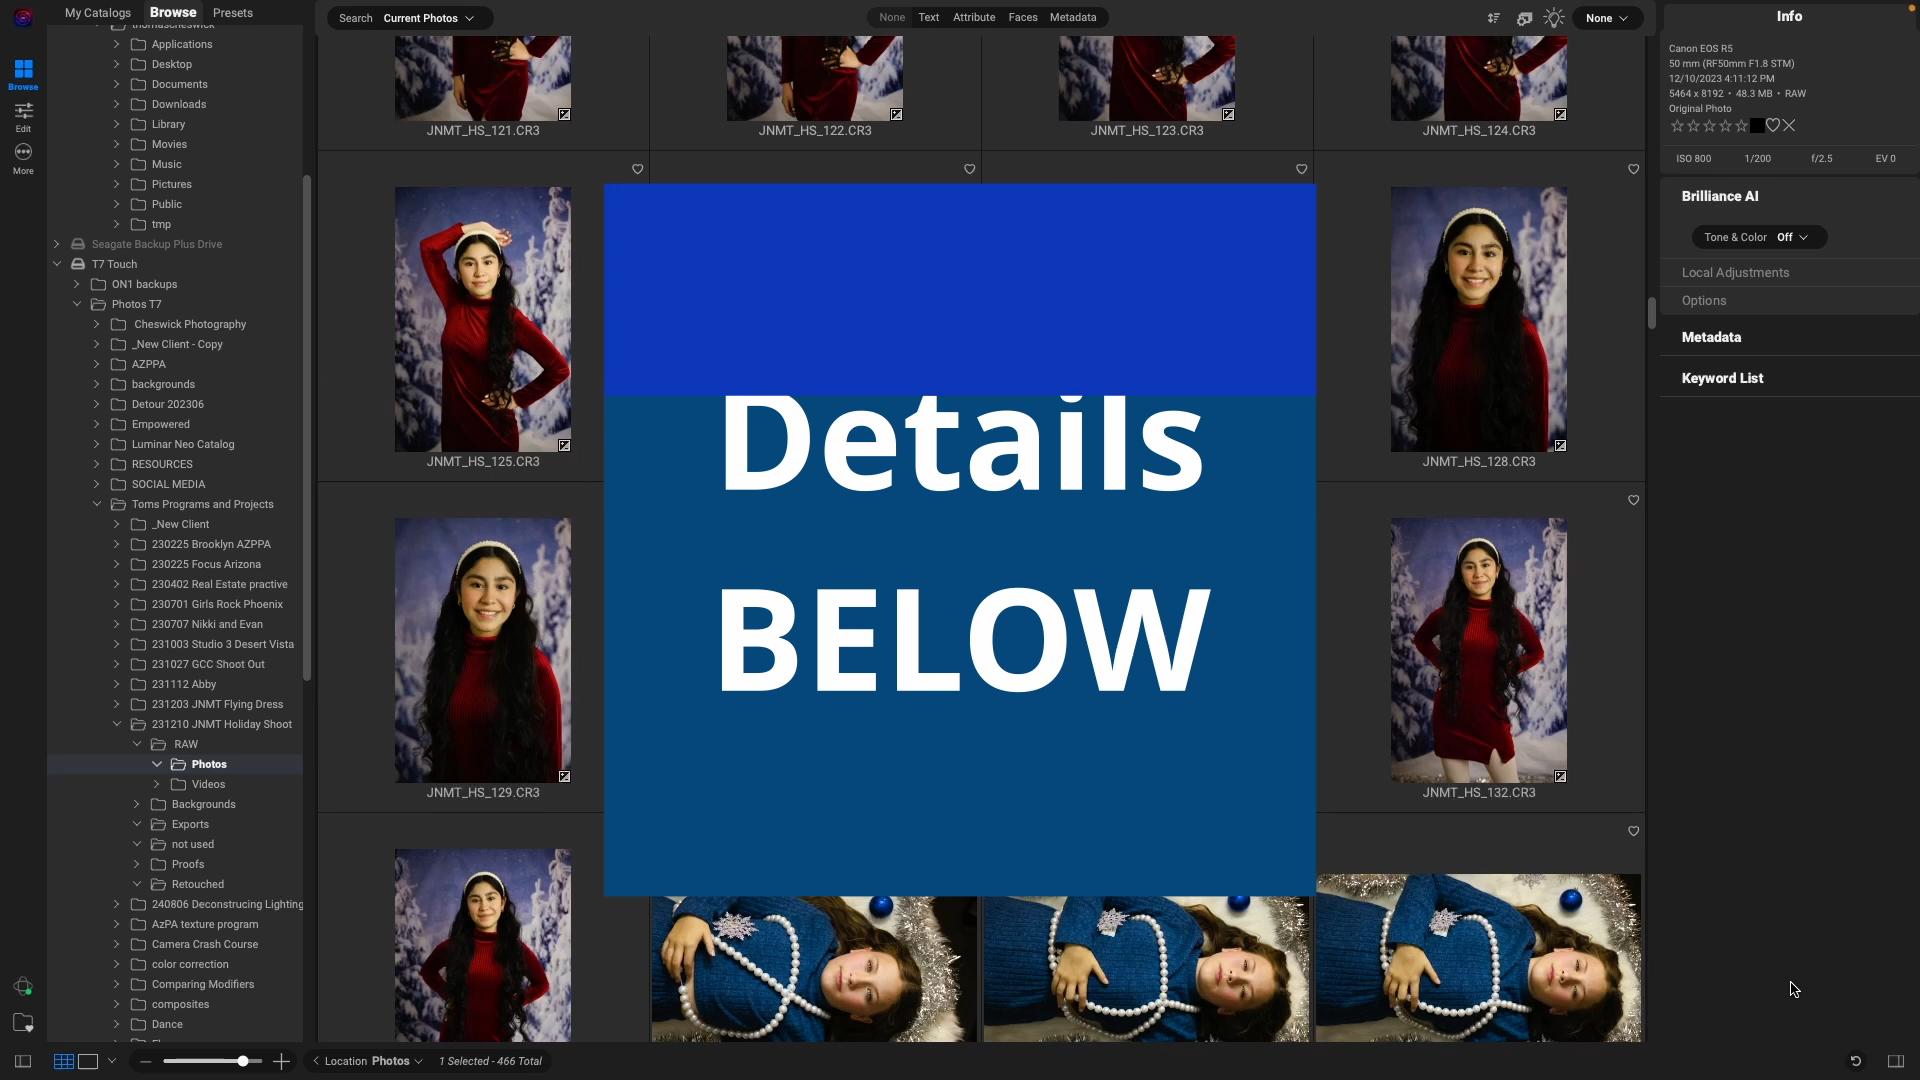 My Catalogs
Browse
Presets
Search Current Photos
None Text Attribute Faces Metadata
None
Info
Browse
Edit
More
thomascheswick
Applications
Desktop
Documents
Downloads
Library
Movies
Music
Pictures
Public
tmp
Seagate Backup Plus Drive
T7 Touch
ON1 backups
Photos T7
Cheswick Photography
_New Client - Copy
AZPPA
backgrounds
Detour 202306
Empowered
Luminar Neo Catalog
RESOURCES
SOCIAL MEDIA
Toms Programs and Projects
_New Client
230225 Brooklyn AZPPA
230225 Focus Arizona
230402 Real Estate practive
230701 Girls Rock Phoenix
230707 Nikki and Evan
231003 Studio 3 Desert Vista
231027 GCC Shoot Out
231112 Abby
231203 JNMT Flying Dress
231210 JNMT Holiday Shoot
RAW
Photos
Videos
Backgrounds
Exports
not used
Proofs
Retouched
240806 Deconstrucing Lighting
AzPA texture program
Camera Crash Course
color correction
Comparing Modifiers
composites
Dance
JNMT_HS_121.CR3
JNMT_HS_122.CR3
JNMT_HS_123.CR3
JNMT_HS_124.CR3
JNMT_HS_125.CR3
JNMT_HS_128.CR3
Details
BELOW
JNMT_HS_129.CR3
JNMT_HS_132.CR3
Canon EOS R5
50 mm (RF50mm F1.8 STM)
12/10/2023 4:11:12 PM
5464 x 8192 • 48.3 MB • RAW
Original Photo
ISO 800 1/200 f/2.5 EV 0
Brilliance AI
Tone & Color Off
Local Adjustments
Options
Metadata
Keyword List
Location Photos
1 Selected - 466 Total